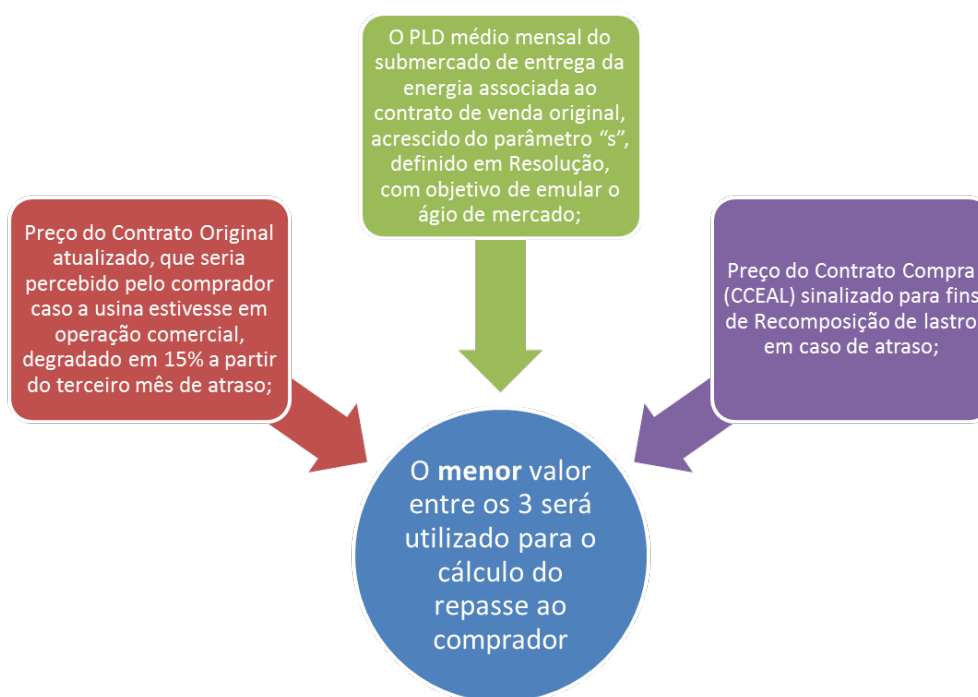 O PLD médio mensal do
submercado de entrega da
energia associada ao
contrato de venda original,
acrescido do parâmetro “s”,
definido em Resolução,
com objetivo de emular o
ágio de mercado;
Preço do Contrato Original
atualizado, que seria
percebido pelo comprador
caso a usina estivesse em
operação comercial,
degradado em 15% a partir
do terceiro mês de atraso;
Preço do Contrato Compra
(CCEAL) sinalizado para fins
de Recomposição de lastro
em caso de atraso;
O menor valor
entre os 3 será
utilizado para o
cálculo do
repasse ao
comprador